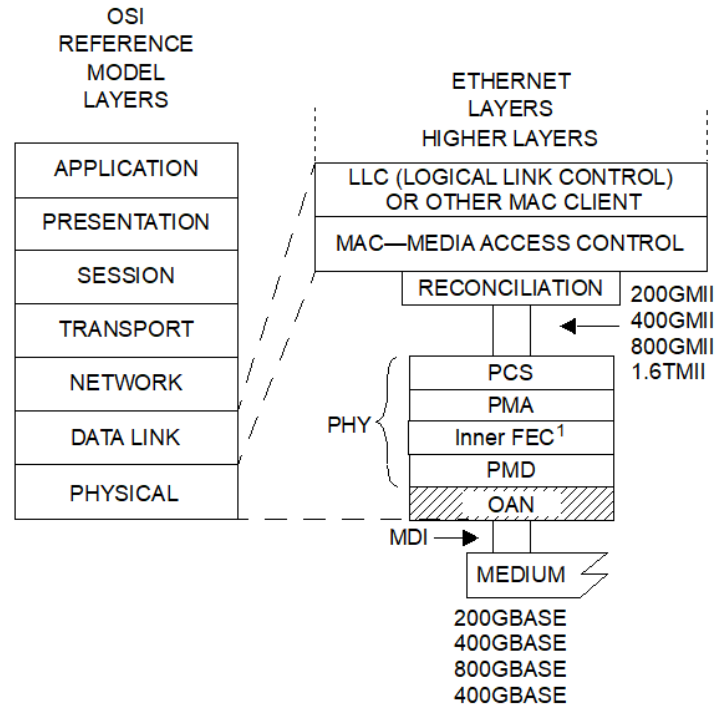 OSI
REFERENCE
MODEL
LAYERS
APPLICATION
PRESENTATION
SESSION
TRANSPORT
NETWORK
DATA LINK
PHYSICAL
ETHERNET
LAYERS
HIGHER LAYERS
LLC (LOGICAL LINK CONTROL)
OR OTHER MAC CLIENT
MAC—MEDIA ACCESS CONTROL
RECONCILIATION
200GMII
400GMII
800GMII
1.6TMII
PHY
PCS
PMA
Inner FEC¹
PMD
OAN
MDI
MEDIUM
200GBASE
400GBASE
800GBASE
400GBASE